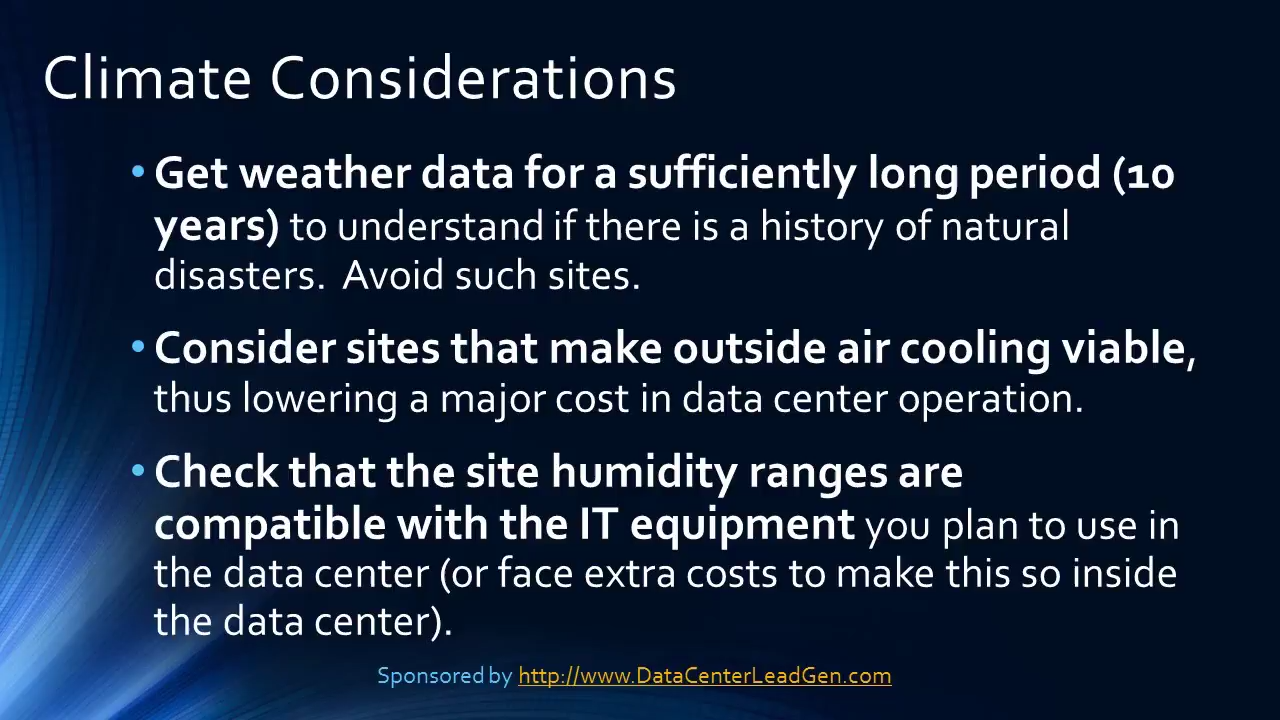 Climate Considerations
• Get weather data for a sufficiently long period (10
years) to understand if there is a history of natural
disasters.  Avoid such sites.
• Consider sites that make outside air cooling viable,
thus lowering a major cost in data center operation.
• Check that the site humidity ranges are
compatible with the IT equipment you plan to use in
the data center (or face extra costs to make this so inside
the data center).
Sponsored by http://www.DataCenterLeadGen.com